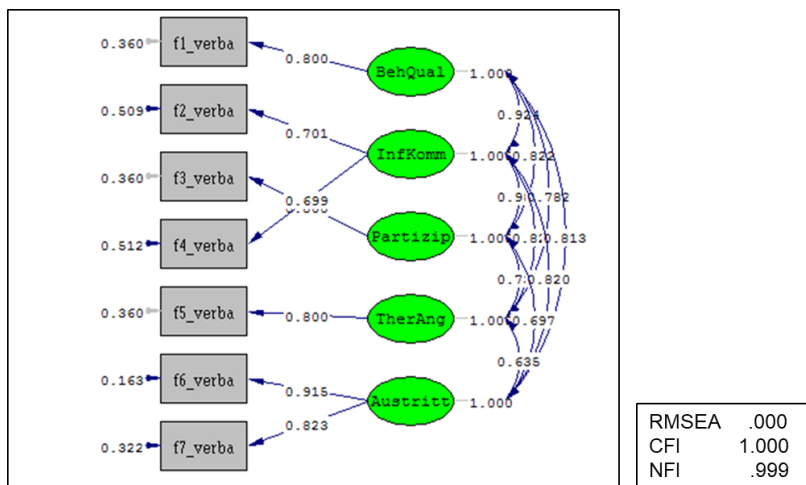 0.360 f1_verba 0.800 BehQual 1.000
0.509 f2_verba 0.701 0.924
InfKomm 1.000 0.822
0.360 f3_verba 0.699 0.782
Partizip 1.000 0.813
0.512 f4_verba
0.820
0.360 f5_verba 0.800 TherAng 1.000 0.697
0.635
0.163 f6_verba 0.915
Austritt 1.000
0.823
0.322 f7_verba
RMSEA .000
CFI 1.000
NFI .999